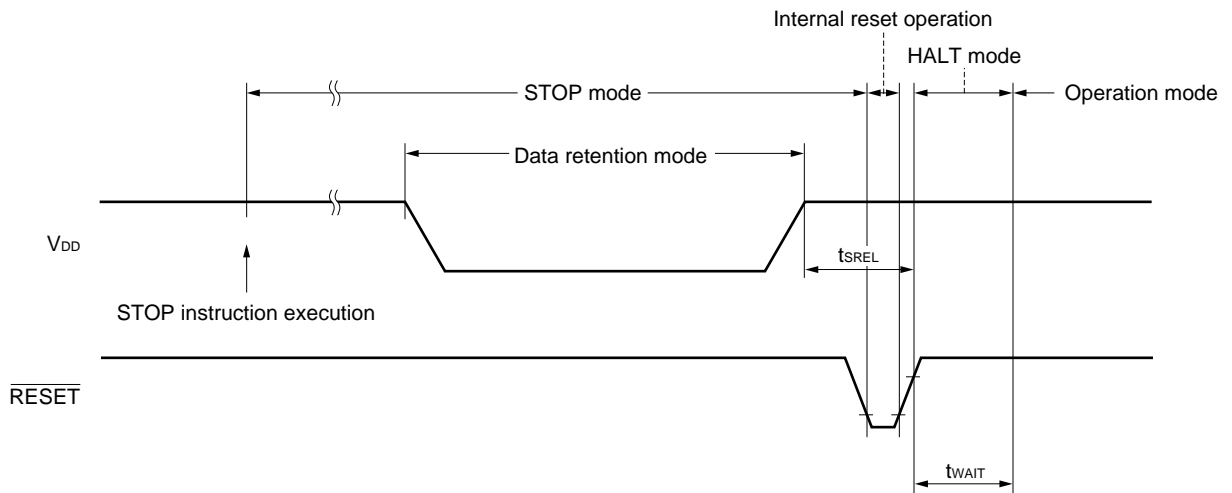 Internal reset operation
HALT mode
STOP mode
Operation mode
Data retention mode
VDD
tSREL
STOP instruction execution
RESET
tWAIT